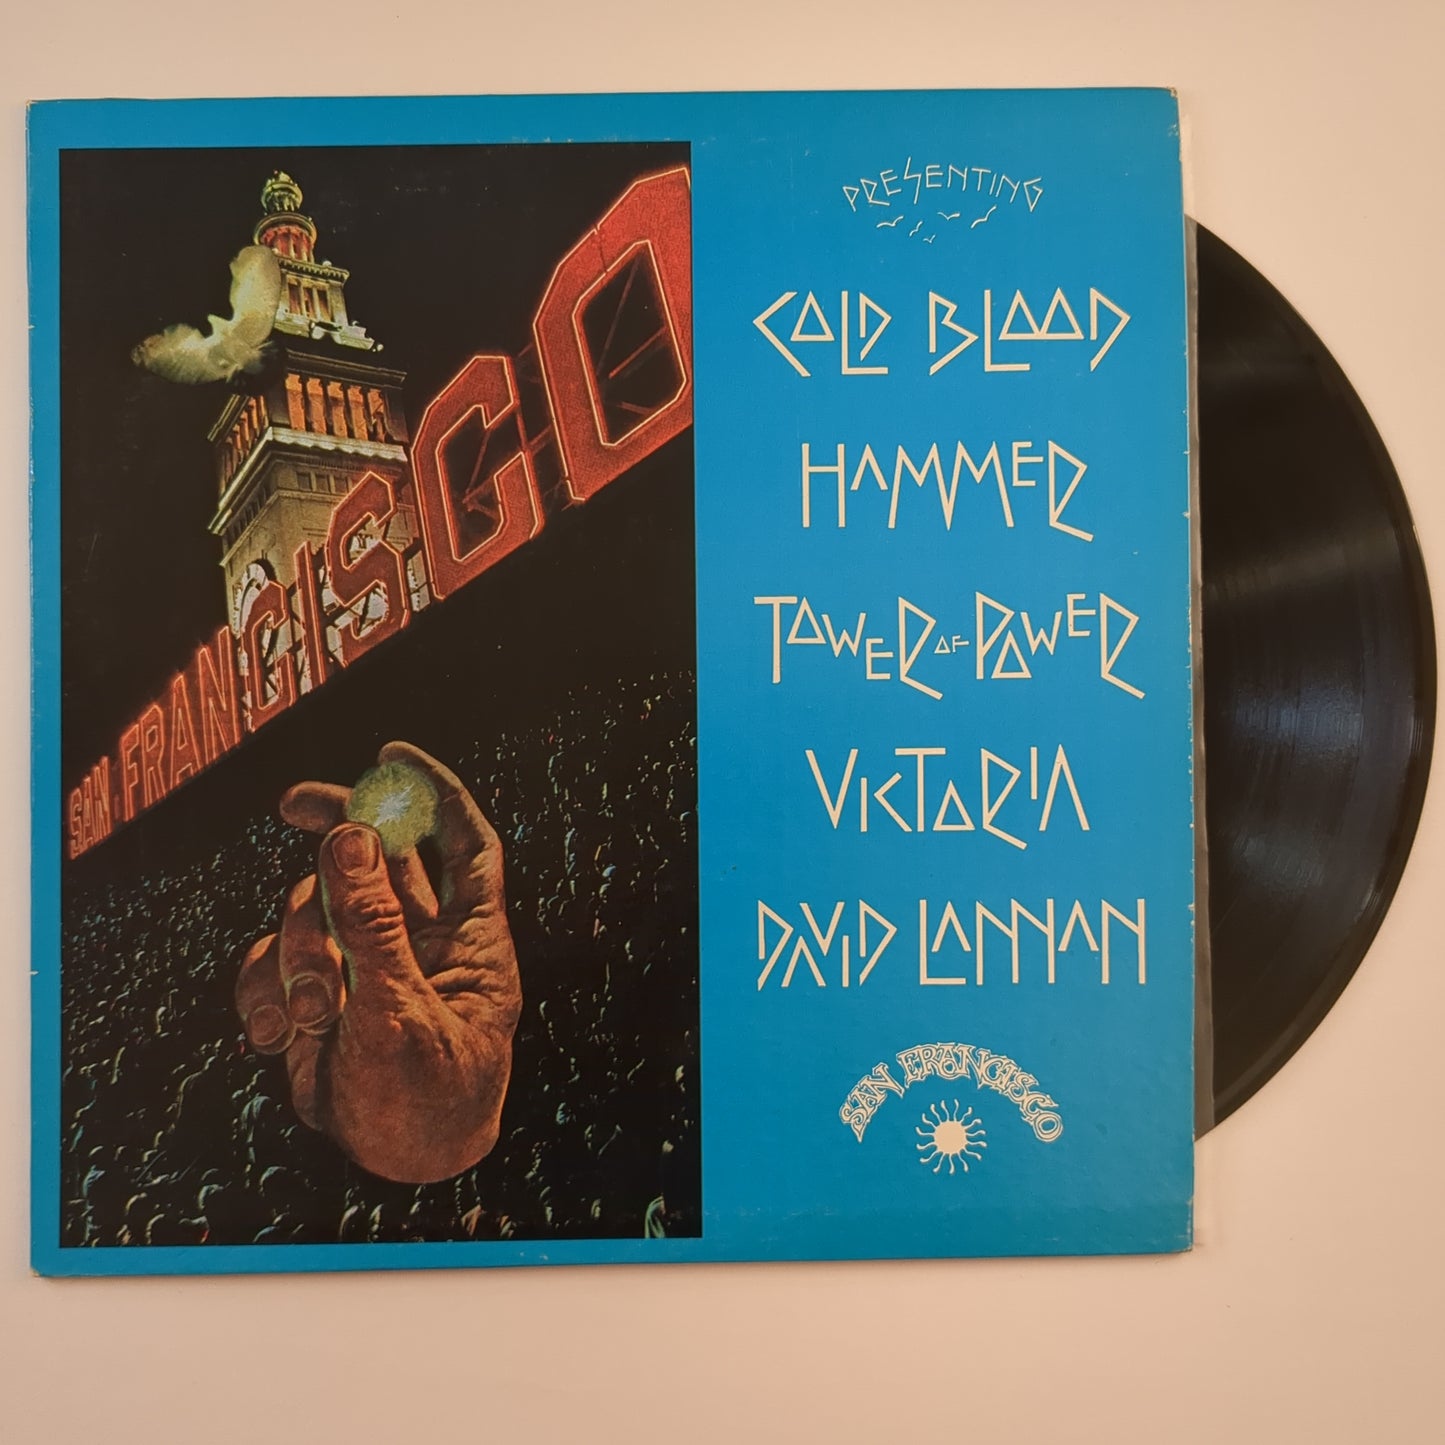 SAN FRANCISCO
PRESENTING
COLD BLOOD
HAMMER
TOWER OF POWER
VICTORIA
DAVID LANNAN
SAN FRANCISCO